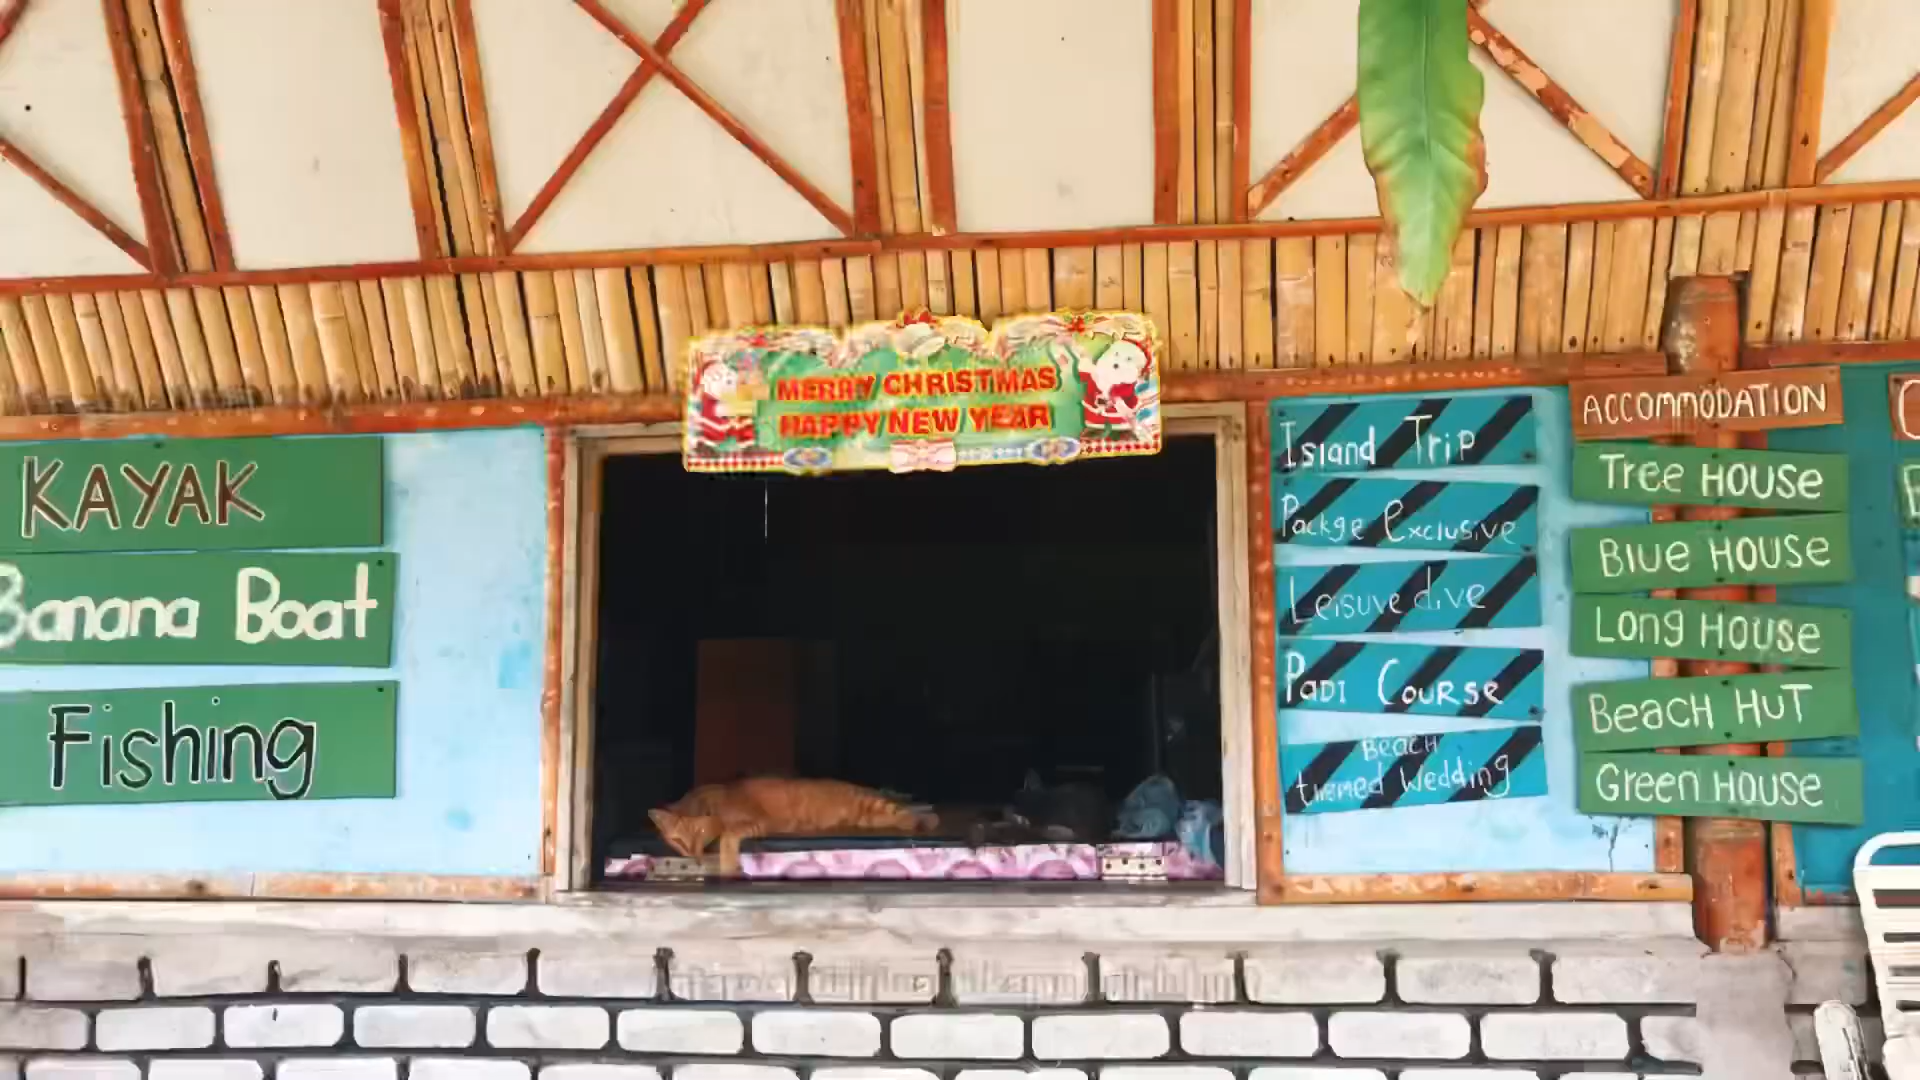 MERRY CHRISTMAS
HAPPY NEW YEAR
KAYAK
Banana Boat
Fishing
Island Trip
Packge Exclusive
Leisuve dive
PADI COURSE
BEACH
themed Wedding
ACCOMMODATION
Tree HOUSE
Blue HOUSE
Long HOUSE
BeacH HUT
Green HOUSE